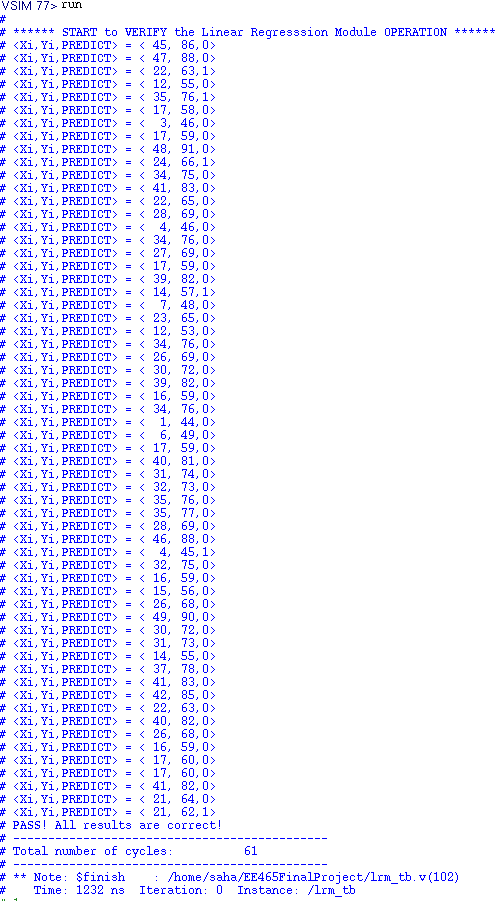 VSIM 77> run
#
# ****** START to VERIFY the Linear Regresssion Module OPERATION ******
# <Xi,Yi,PREDICT> = < 45, 86,0>
# <Xi,Yi,PREDICT> = < 47, 88,0>
# <Xi,Yi,PREDICT> = < 22, 63,1>
# <Xi,Yi,PREDICT> = < 12, 55,0>
# <Xi,Yi,PREDICT> = < 35, 76,1>
# <Xi,Yi,PREDICT> = < 17, 58,0>
# <Xi,Yi,PREDICT> = <  3, 46,0>
# <Xi,Yi,PREDICT> = < 17, 59,0>
# <Xi,Yi,PREDICT> = < 48, 91,0>
# <Xi,Yi,PREDICT> = < 24, 66,1>
# <Xi,Yi,PREDICT> = < 34, 75,0>
# <Xi,Yi,PREDICT> = < 41, 83,0>
# <Xi,Yi,PREDICT> = < 22, 65,0>
# <Xi,Yi,PREDICT> = < 28, 69,0>
# <Xi,Yi,PREDICT> = <  4, 46,0>
# <Xi,Yi,PREDICT> = < 34, 76,0>
# <Xi,Yi,PREDICT> = < 27, 69,0>
# <Xi,Yi,PREDICT> = < 17, 59,0>
# <Xi,Yi,PREDICT> = < 39, 82,0>
# <Xi,Yi,PREDICT> = < 14, 57,1>
# <Xi,Yi,PREDICT> = <  7, 48,0>
# <Xi,Yi,PREDICT> = < 23, 65,0>
# <Xi,Yi,PREDICT> = < 12, 53,0>
# <Xi,Yi,PREDICT> = < 34, 76,0>
# <Xi,Yi,PREDICT> = < 26, 69,0>
# <Xi,Yi,PREDICT> = < 30, 72,0>
# <Xi,Yi,PREDICT> = < 39, 82,0>
# <Xi,Yi,PREDICT> = < 16, 59,0>
# <Xi,Yi,PREDICT> = < 34, 76,0>
# <Xi,Yi,PREDICT> = <  1, 44,0>
# <Xi,Yi,PREDICT> = <  6, 49,0>
# <Xi,Yi,PREDICT> = < 17, 59,0>
# <Xi,Yi,PREDICT> = < 40, 81,0>
# <Xi,Yi,PREDICT> = < 31, 74,0>
# <Xi,Yi,PREDICT> = < 32, 73,0>
# <Xi,Yi,PREDICT> = < 35, 76,0>
# <Xi,Yi,PREDICT> = < 35, 77,0>
# <Xi,Yi,PREDICT> = < 28, 69,0>
# <Xi,Yi,PREDICT> = < 46, 88,0>
# <Xi,Yi,PREDICT> = <  4, 45,1>
# <Xi,Yi,PREDICT> = < 32, 75,0>
# <Xi,Yi,PREDICT> = < 16, 59,0>
# <Xi,Yi,PREDICT> = < 15, 56,0>
# <Xi,Yi,PREDICT> = < 26, 68,0>
# <Xi,Yi,PREDICT> = < 49, 90,0>
# <Xi,Yi,PREDICT> = < 30, 72,0>
# <Xi,Yi,PREDICT> = < 31, 73,0>
# <Xi,Yi,PREDICT> = < 14, 55,0>
# <Xi,Yi,PREDICT> = < 37, 78,0>
# <Xi,Yi,PREDICT> = < 41, 83,0>
# <Xi,Yi,PREDICT> = < 42, 85,0>
# <Xi,Yi,PREDICT> = < 22, 63,0>
# <Xi,Yi,PREDICT> = < 40, 82,0>
# <Xi,Yi,PREDICT> = < 26, 68,0>
# <Xi,Yi,PREDICT> = < 16, 59,0>
# <Xi,Yi,PREDICT> = < 17, 60,0>
# <Xi,Yi,PREDICT> = < 17, 60,0>
# <Xi,Yi,PREDICT> = < 41, 82,0>
# <Xi,Yi,PREDICT> = < 21, 64,0>
# <Xi,Yi,PREDICT> = < 21, 62,1>
# PASS! All results are correct!
# ---------------------------------------------
# Total number of cycles:          61
# ---------------------------------------------
# ** Note: $finish    : /home/saha/EE465FinalProject/lrm_tb.v(102)
#    Time: 1232 ns  Iteration: 0  Instance: /lrm_tb